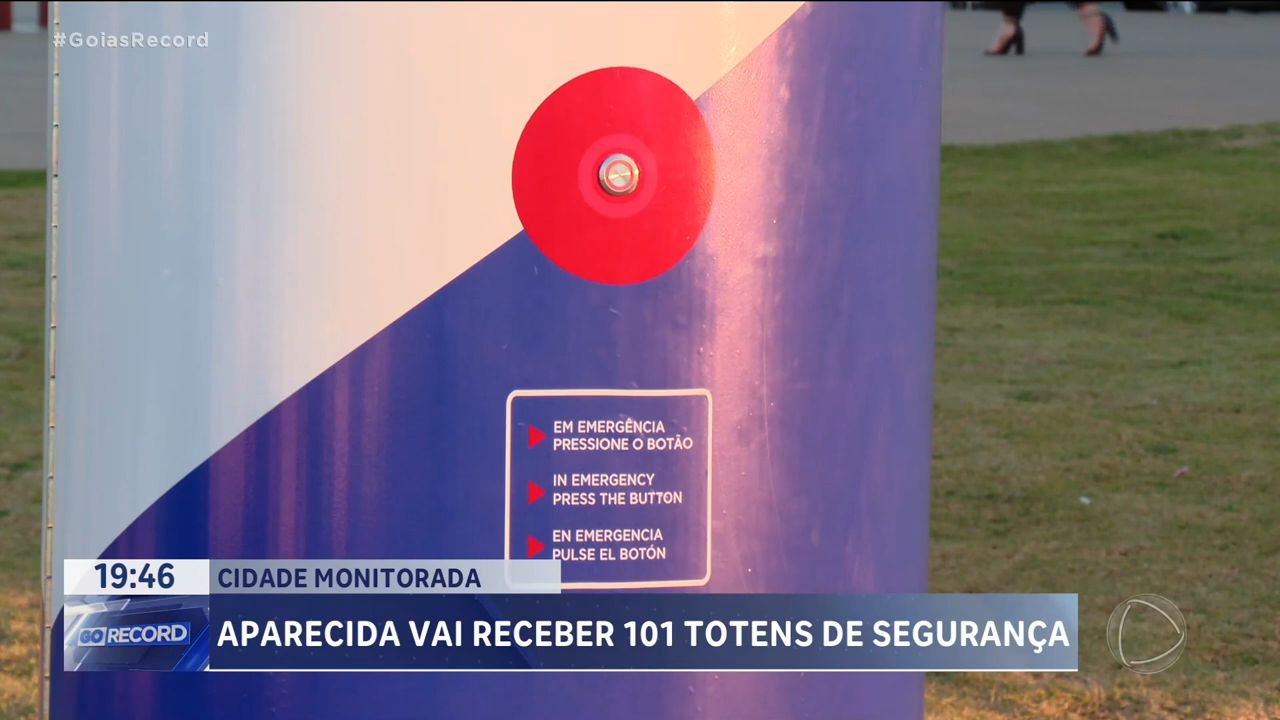 #GoiasRecord
EM EMERGÊNCIA
PRESSIONE O BOTÃO
IN EMERGENCY
PRESS THE BUTTON
EN EMERGENCIA
PULSE EL BOTÓN
19:46
CIDADE MONITORADA
GO RECORD
APARECIDA VAI RECEBER 101 TOTENS DE SEGURANÇA